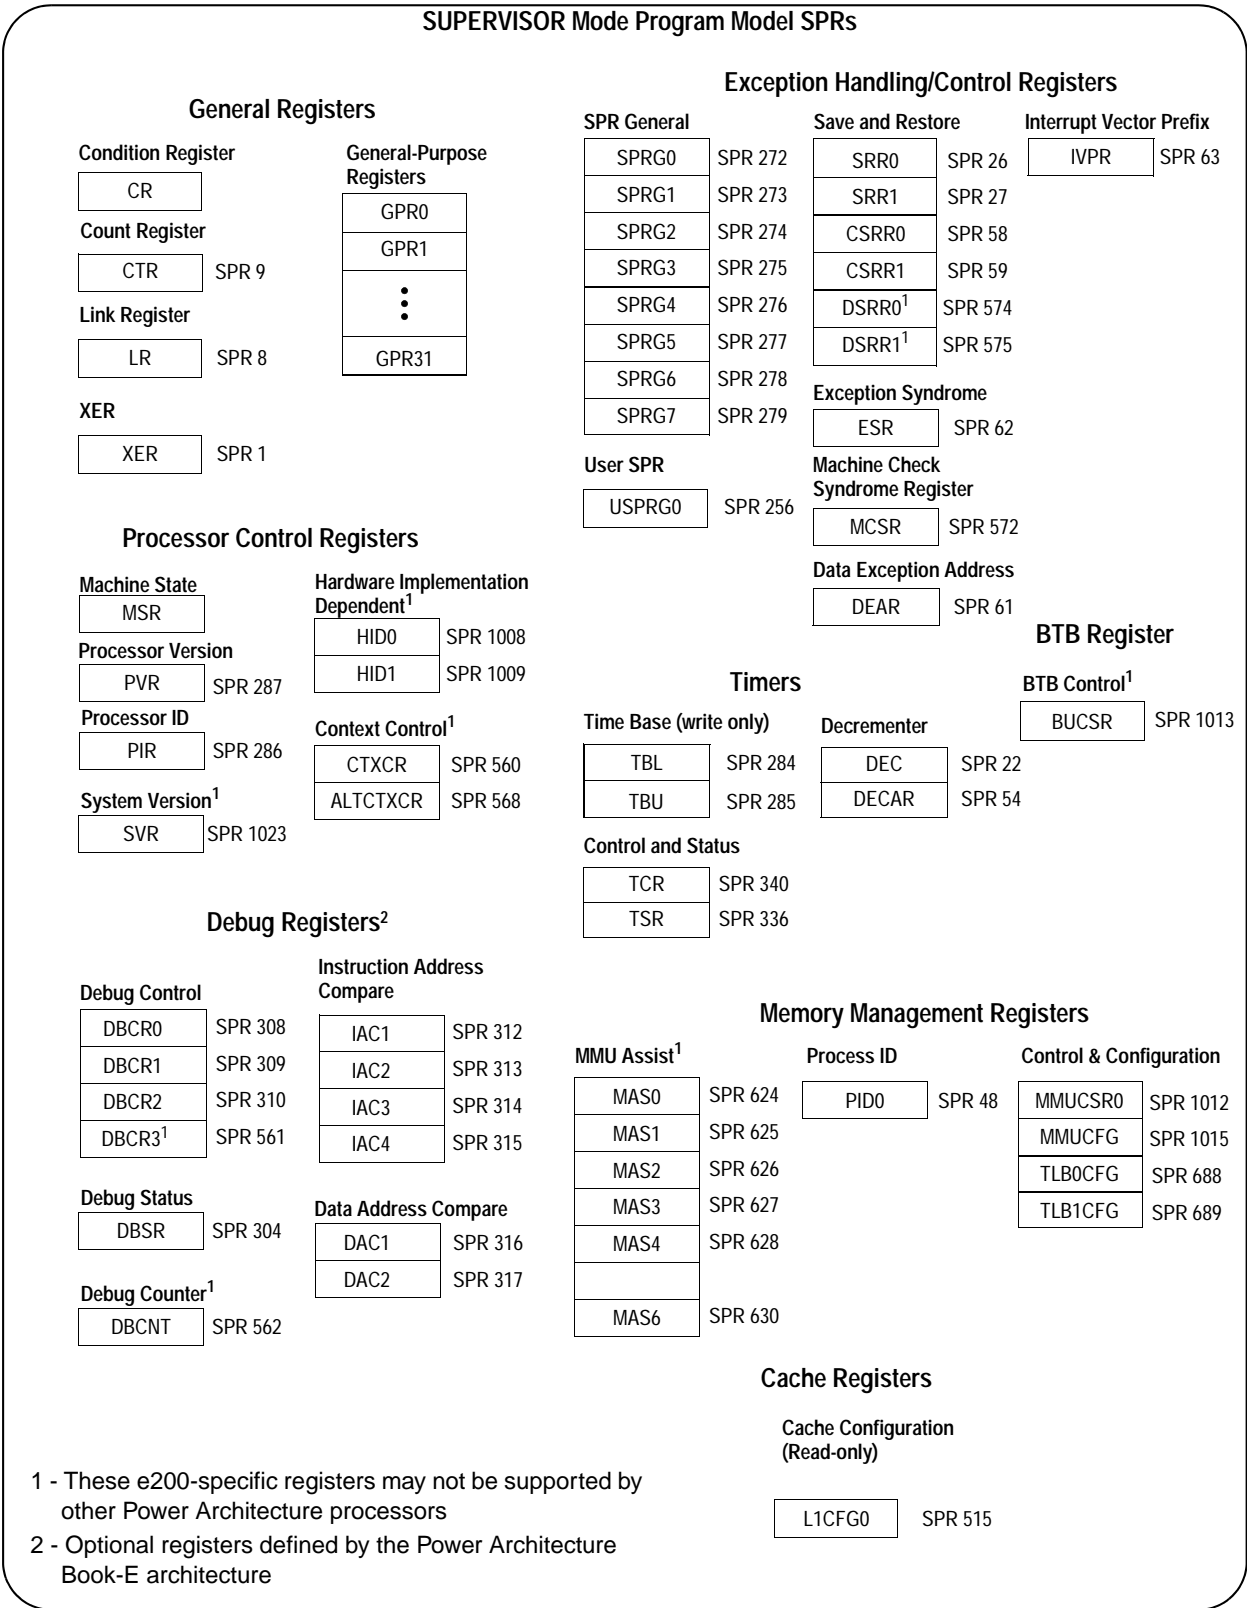 SUPERVISOR Mode Program Model SPRs
General Registers
Condition Register
CR
Count Register
CTR SPR 9
Link Register
LR SPR 8
XER
XER SPR 1
General-Purpose
Registers
GPR0
GPR1
GPR31
Exception Handling/Control Registers
SPR General
SPRG0 SPR 272
SPRG1 SPR 273
SPRG2 SPR 274
SPRG3 SPR 275
SPRG4 SPR 276
SPRG5 SPR 277
SPRG6 SPR 278
SPRG7 SPR 279
User SPR
USPRG0 SPR 256
Save and Restore
SRR0 SPR 26
SRR1 SPR 27
CSRR0 SPR 58
CSRR1 SPR 59
DSRR0¹ SPR 574
DSRR1¹ SPR 575
Exception Syndrome
ESR SPR 62
Machine Check
Syndrome Register
MCSR SPR 572
Data Exception Address
DEAR SPR 61
Interrupt Vector Prefix
IVPR SPR 63
Processor Control Registers
Machine State
MSR
Processor Version
PVR SPR 287
Processor ID
PIR SPR 286
System Version¹
SVR SPR 1023
Hardware Implementation
Dependent¹
HID0 SPR 1008
HID1 SPR 1009
Context Control¹
CTXCR SPR 560
ALTCTXCR SPR 568
BTB Register
BTB Control¹
BUCSR SPR 1013
Timers
Time Base (write only)
TBL SPR 284
TBU SPR 285
Decrementer
DEC SPR 22
DECAR SPR 54
Control and Status
TCR SPR 340
TSR SPR 336
Debug Registers²
Debug Control
DBCR0 SPR 308
DBCR1 SPR 309
DBCR2 SPR 310
DBCR3¹ SPR 561
Debug Status
DBSR SPR 304
Debug Counter¹
DBCNT SPR 562
Instruction Address
Compare
IAC1 SPR 312
IAC2 SPR 313
IAC3 SPR 314
IAC4 SPR 315
Data Address Compare
DAC1 SPR 316
DAC2 SPR 317
Memory Management Registers
MMU Assist¹
MAS0 SPR 624
MAS1 SPR 625
MAS2 SPR 626
MAS3 SPR 627
MAS4 SPR 628
MAS6 SPR 630
Process ID
PID0 SPR 48
Control & Configuration
MMUCSR0 SPR 1012
MMUCFG SPR 1015
TLB0CFG SPR 688
TLB1CFG SPR 689
Cache Registers
Cache Configuration
(Read-only)
L1CFG0 SPR 515
1 - These e200-specific registers may not be supported by
other Power Architecture processors
2 - Optional registers defined by the Power Architecture
Book-E architecture